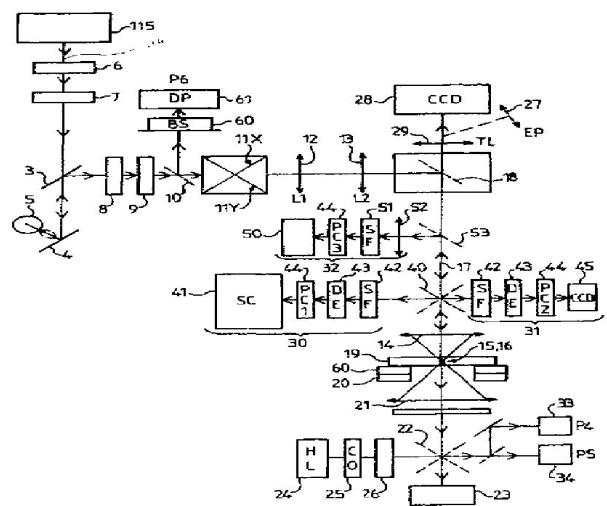 115
6
7
P6
DP
61
BS
60
3
5
4
8
9
10
11X
11Y
12
L1
13
L2
28
CCD
27
EP
29
TL
18
50
44
PC3
S1
SF
S2
32
53
17
41
SC
44
PC1
43
DE
42
SF
30
40
42
SF
43
DE
44
PC2
45
CCD
31
14
15,16
19
60
20
21
22
33
P4
P5
34
HL
24
CO
25
26
23